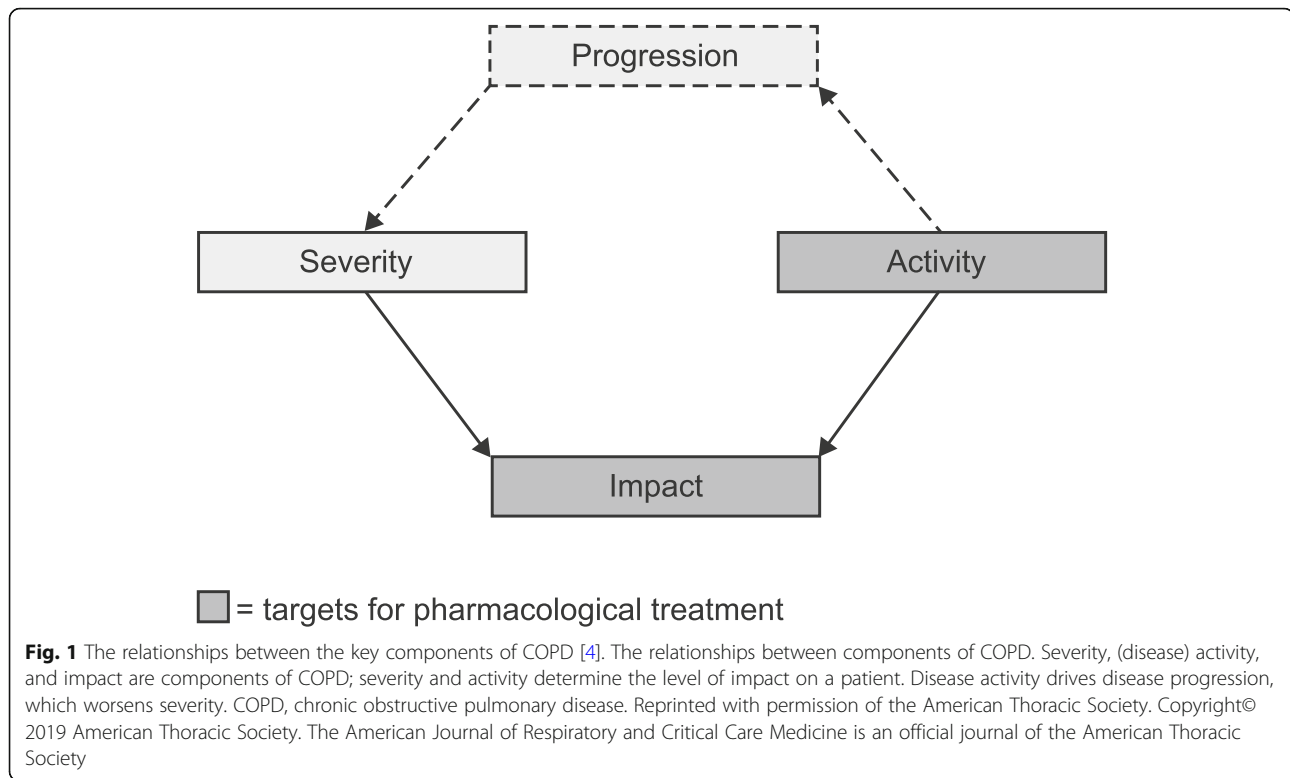 Progression
Severity
Activity
Impact
= targets for pharmacological treatment
Fig. 1 The relationships between the key components of COPD [4]. The relationships between components of COPD. Severity, (disease) activity,
and impact are components of COPD; severity and activity determine the level of impact on a patient. Disease activity drives disease progression,
which worsens severity. COPD, chronic obstructive pulmonary disease. Reprinted with permission of the American Thoracic Society. Copyright©
2019 American Thoracic Society. The American Journal of Respiratory and Critical Care Medicine is an official journal of the American Thoracic
Society